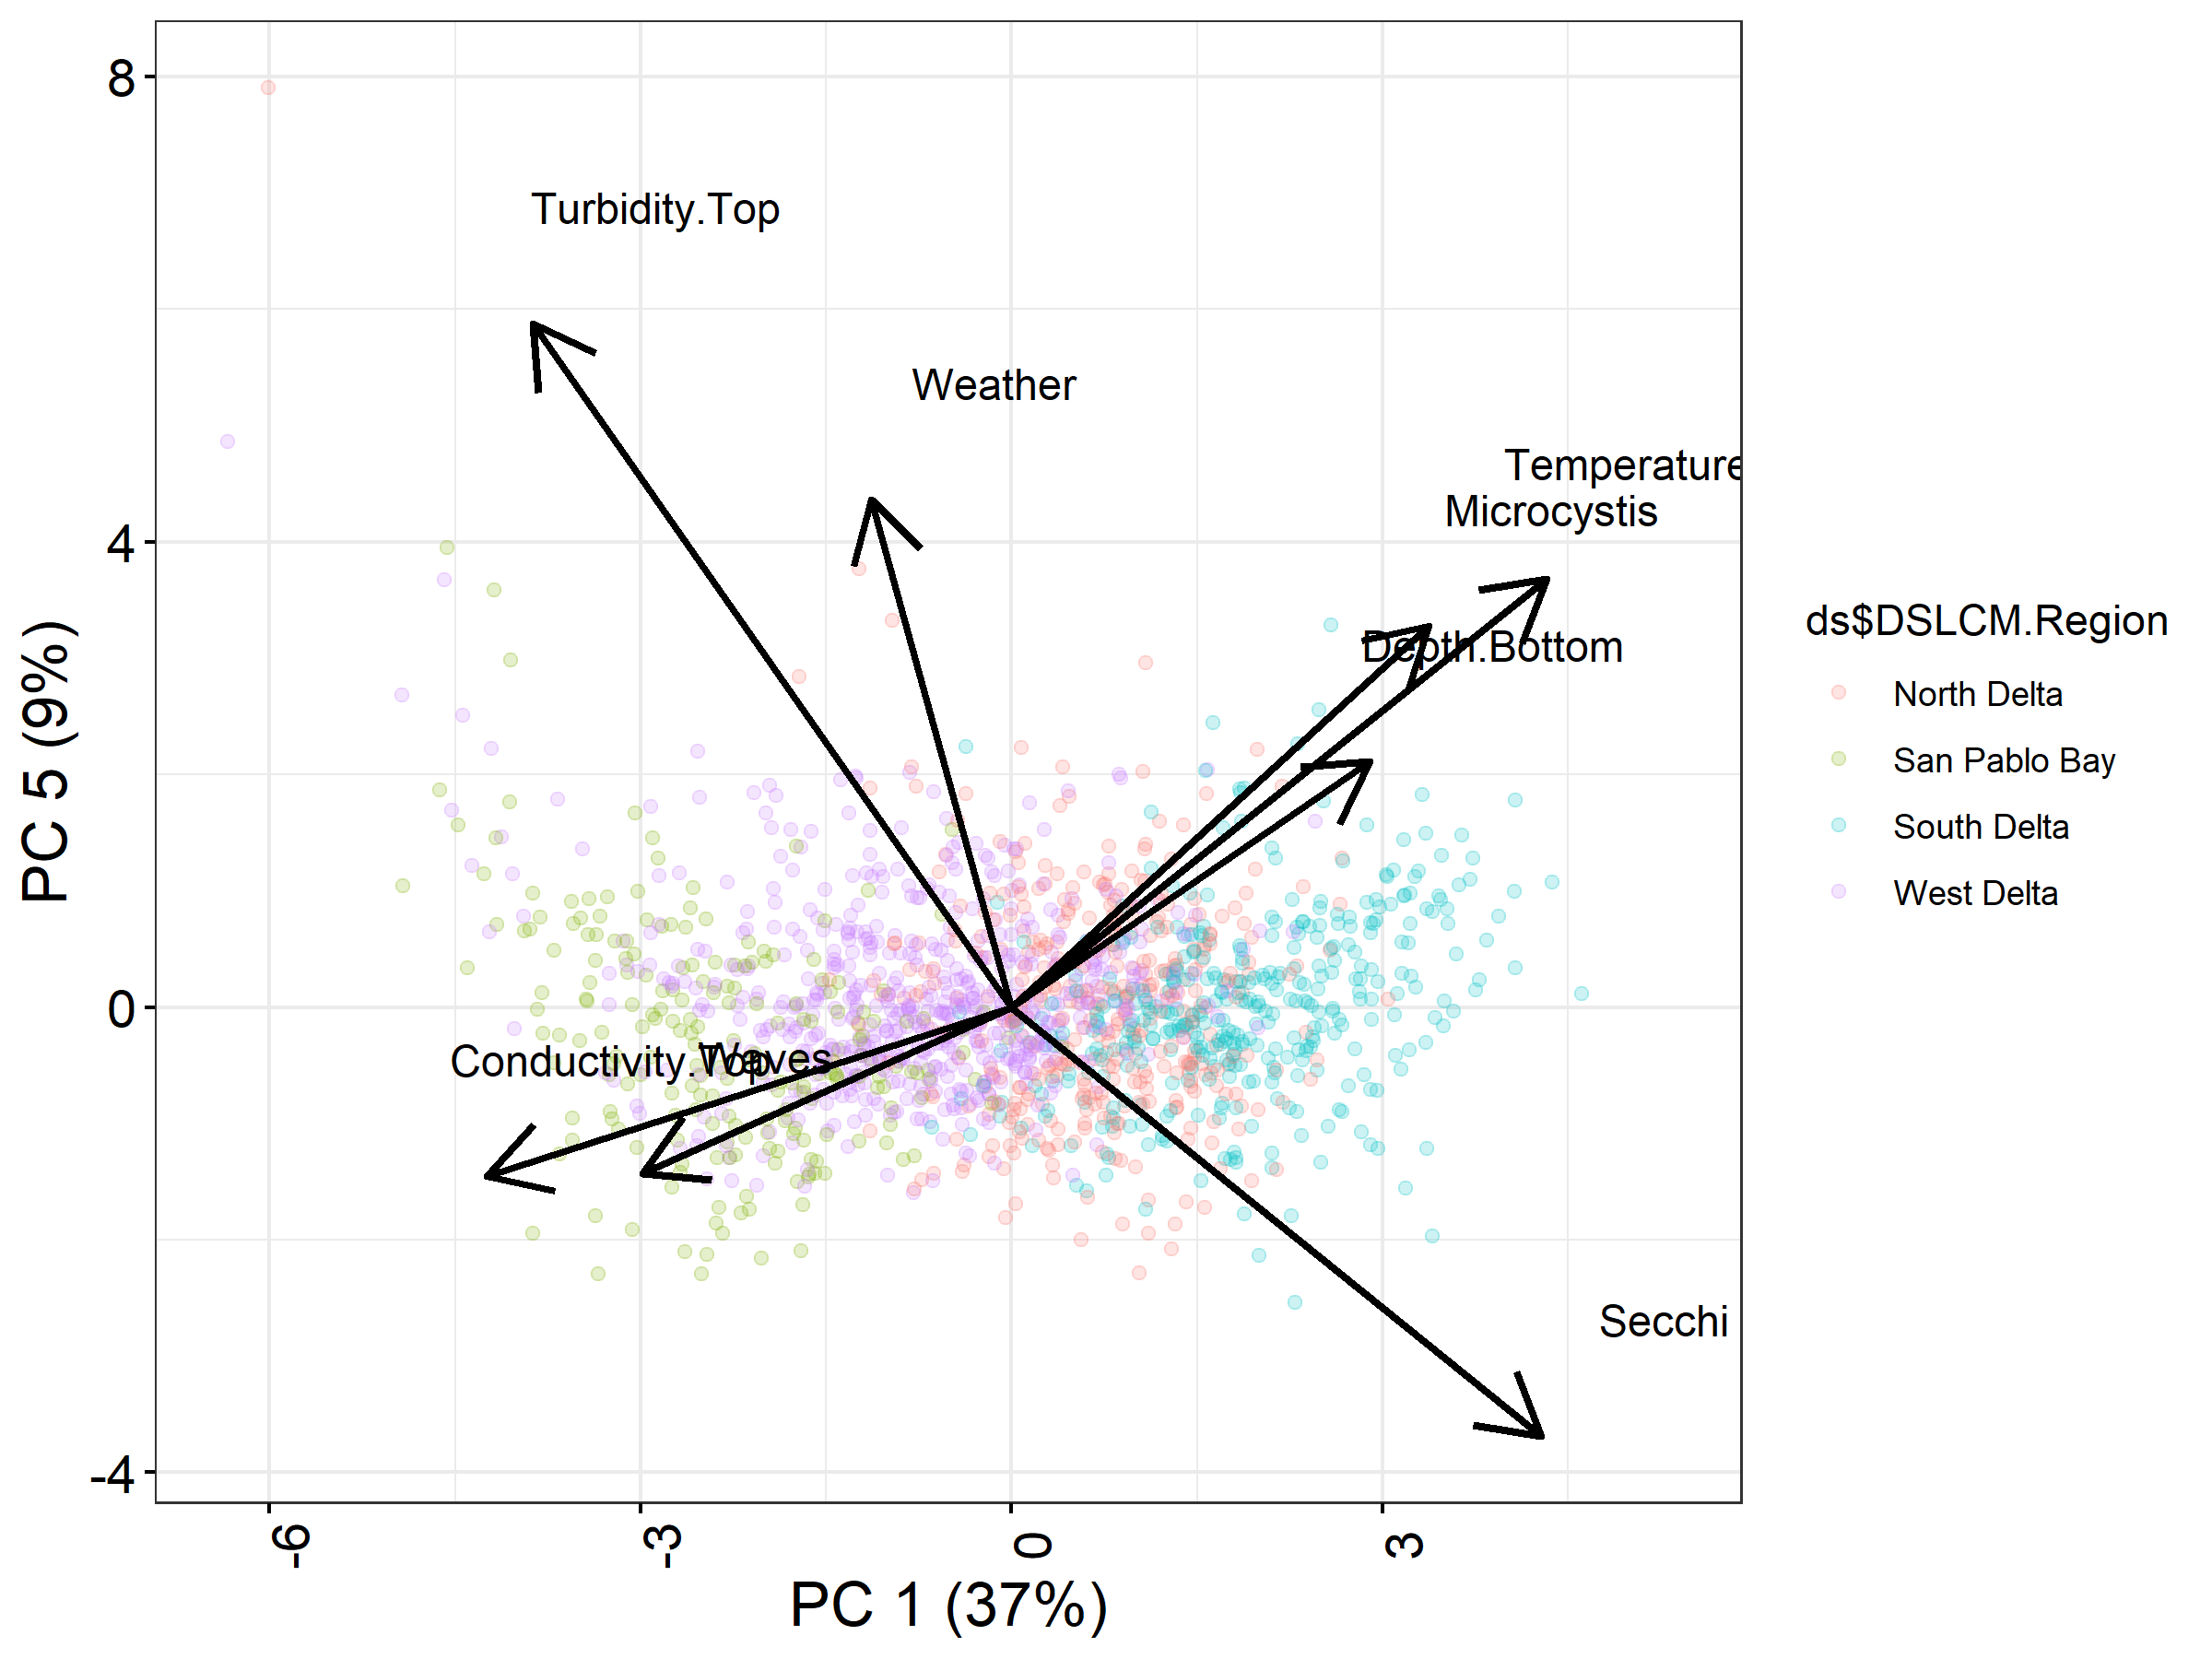 8
4
0
-4
PC 5 (9%)
Turbidity.Top
Weather
Temperature
Microcystis
Depth.Bottom
Conductivity.Top
Waves
Secchi
-6
-3
0
3
PC 1 (37%)
ds$DSLCM.Region
North Delta
San Pablo Bay
South Delta
West Delta